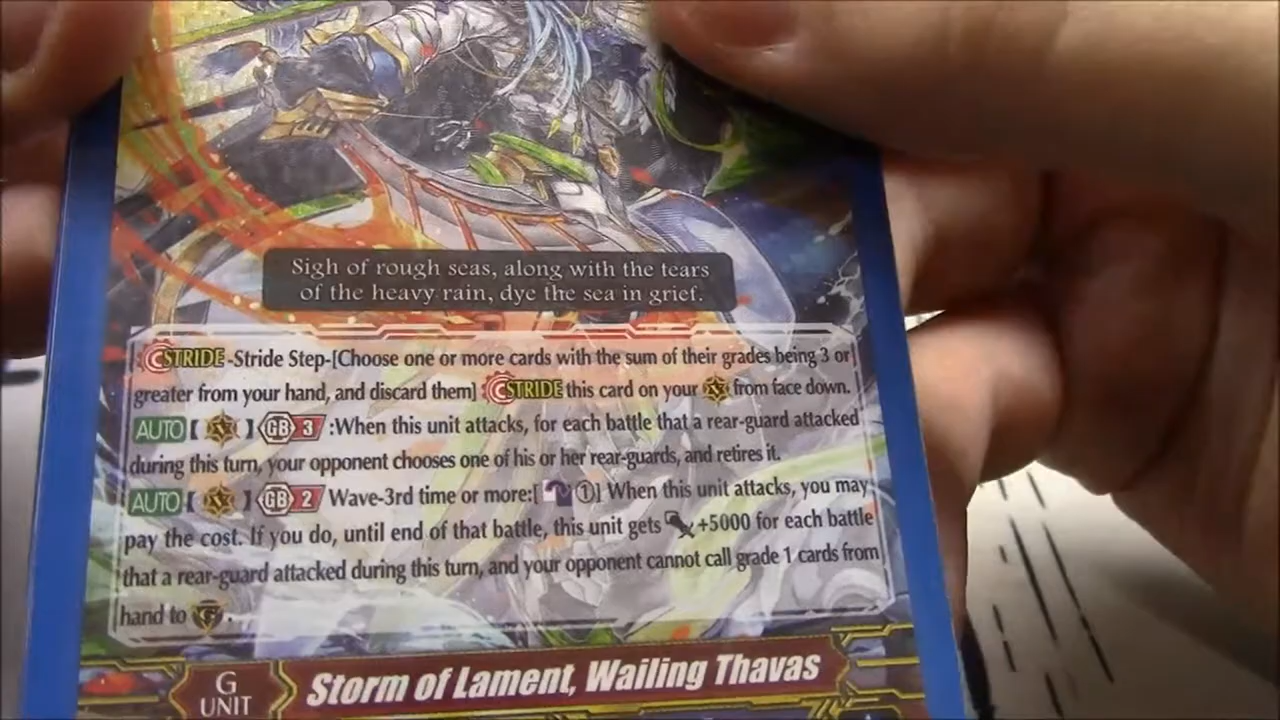 Sigh of rough seas, along with the tears
of the heavy rain, dye the sea in grief.
STRIDE -Stride Step-[Choose one or more cards with the sum of their grades being 3 or
greater from your hand, and discard them] STRIDE this card on your V from face down.
AUTO [ V ] GB 3 :When this unit attacks, for each battle that a rear-guard attacked
during this turn, your opponent chooses one of his or her rear-guards, and retires it.
AUTO [ V ] GB 2 Wave-3rd time or more:[ ①] When this unit attacks, you may
pay the cost. If you do, until end of that battle, this unit gets +5000 for each battle
that a rear-guard attacked during this turn, and your opponent cannot call grade 1 cards from
hand to G .
G
UNIT
Storm of Lament, Wailing Thavas